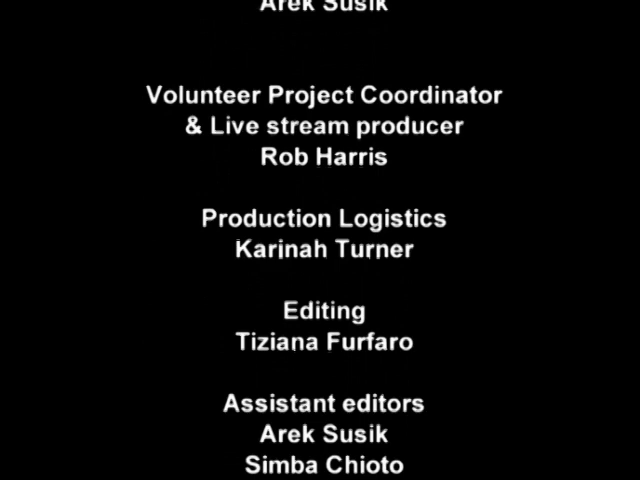 Arek Susik
Volunteer Project Coordinator
& Live stream producer
Rob Harris
Production Logistics
Karinah Turner
Editing
Tiziana Furfaro
Assistant editors
Arek Susik
Simba Chioto